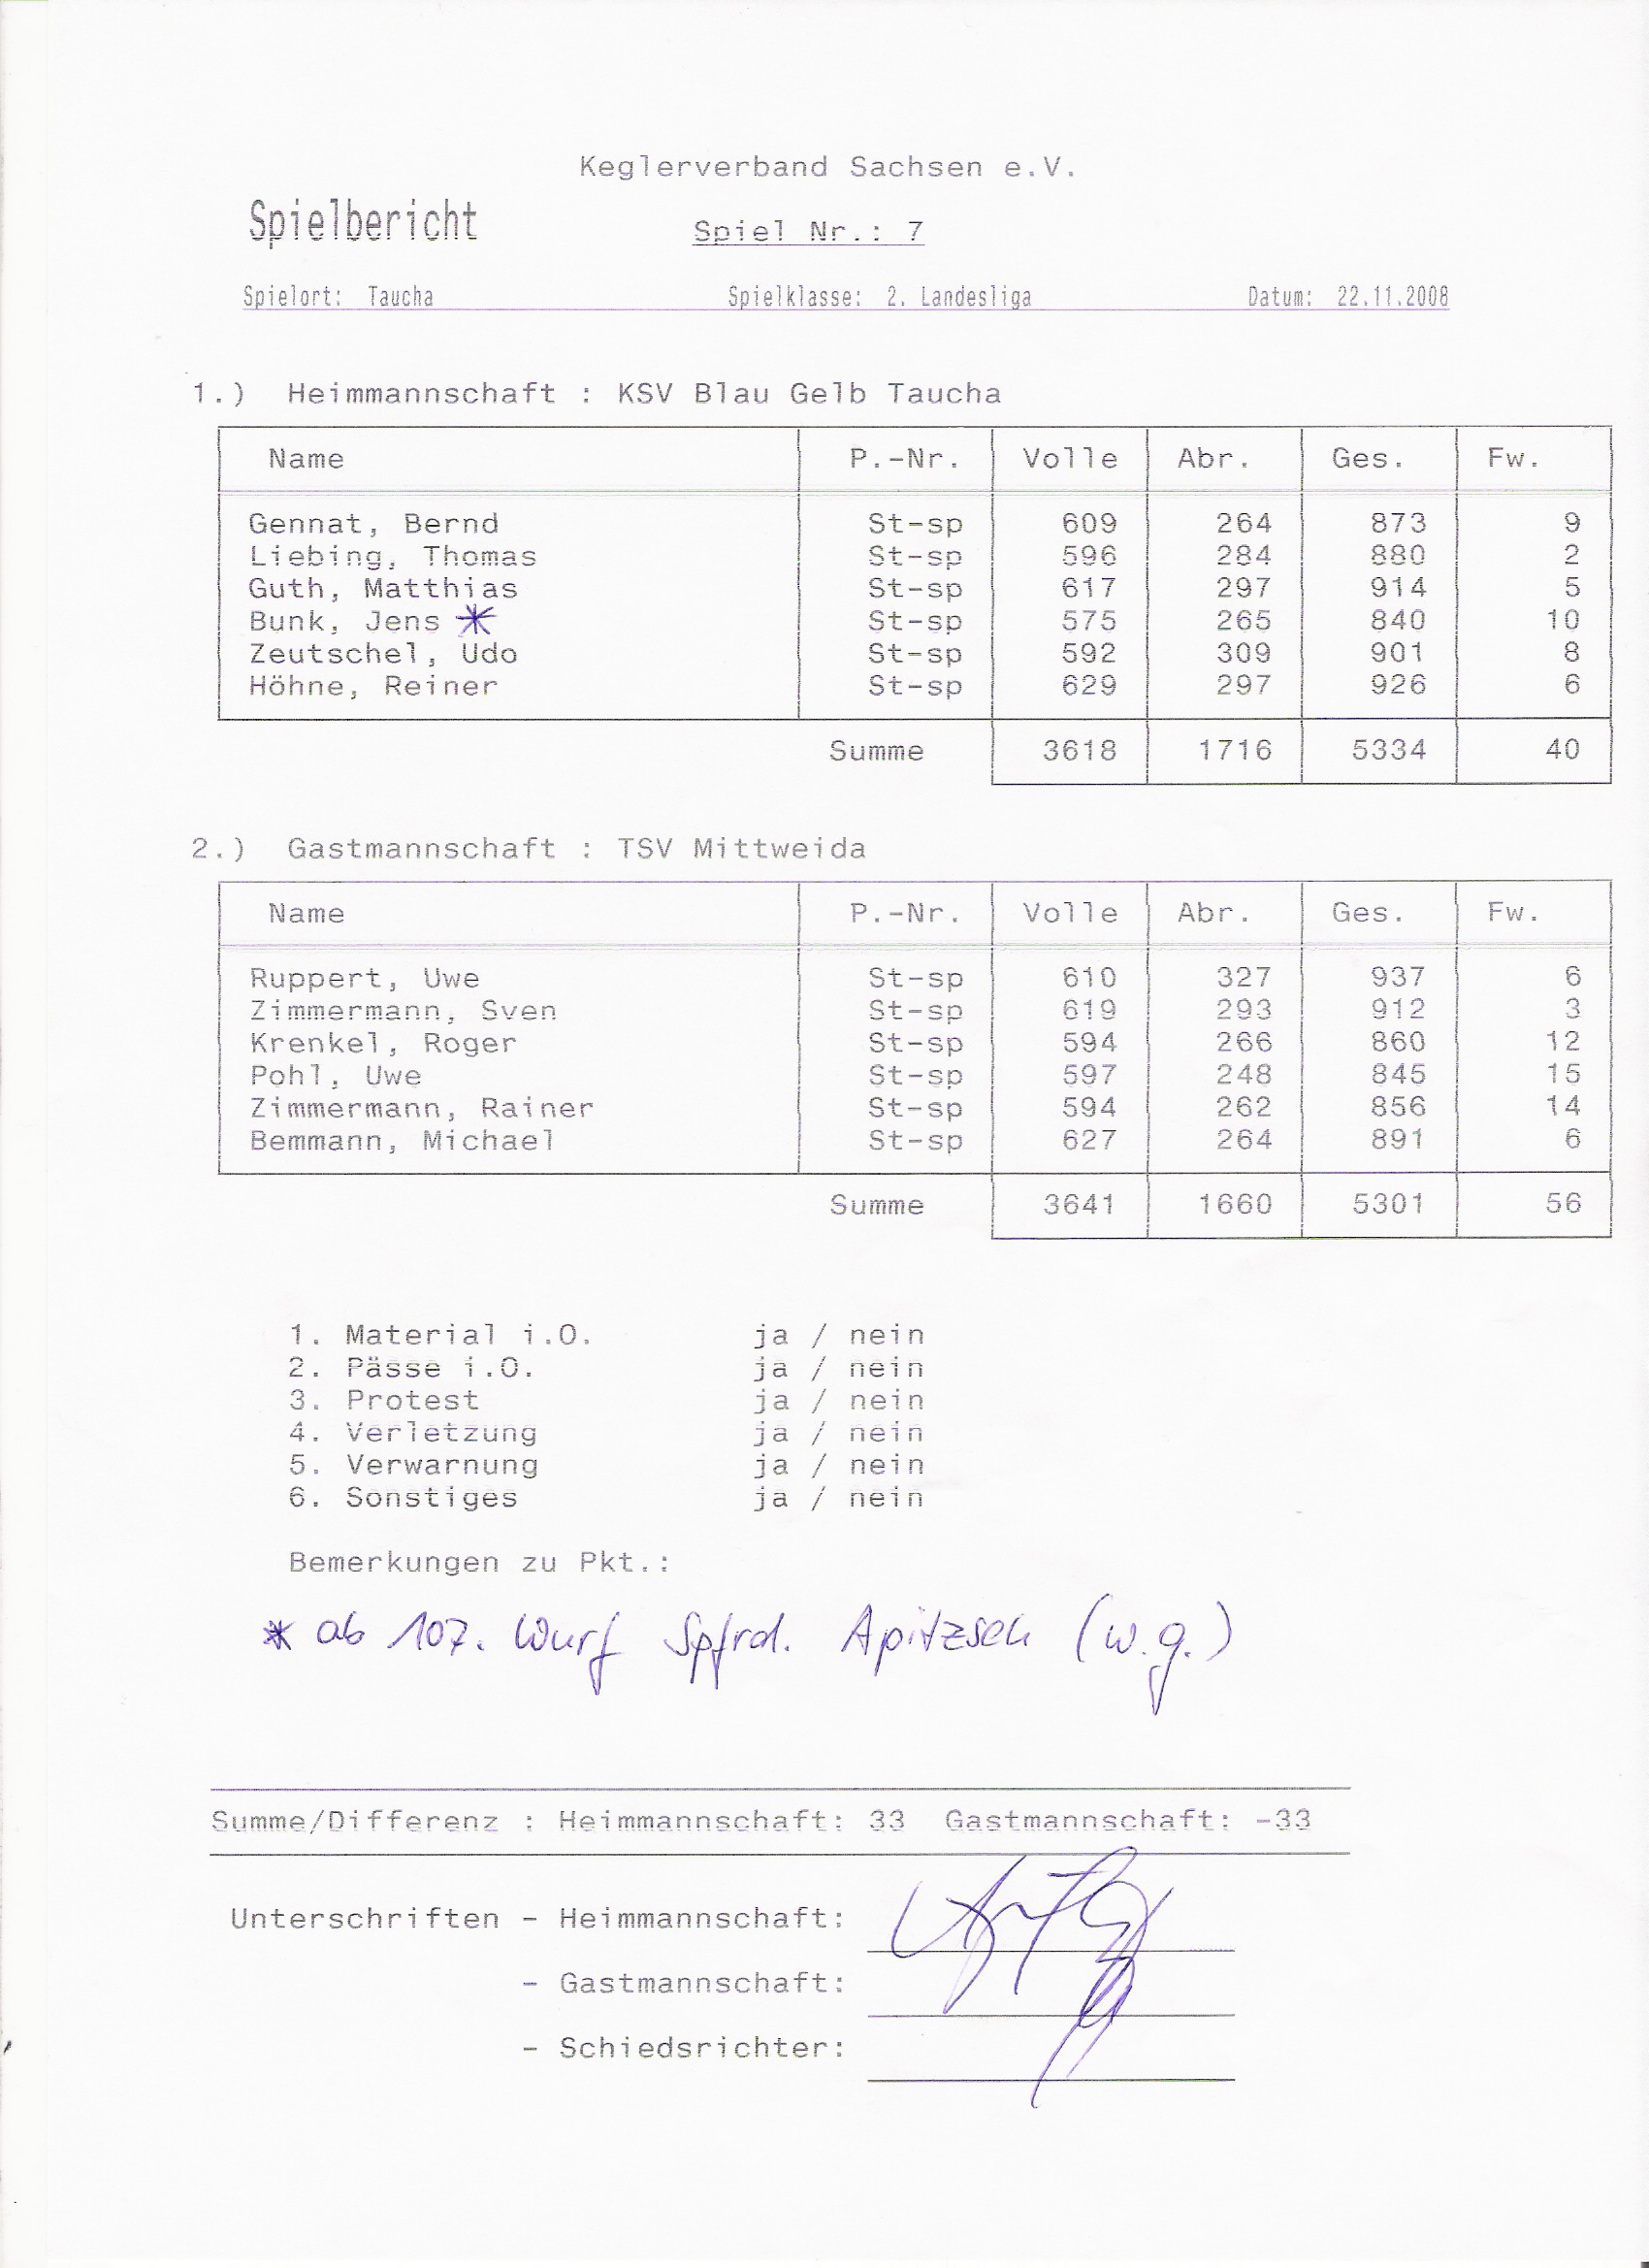 Keglerverband Sachsen e.V.
Spielbericht Spiel Nr.: 7
Spielort: Taucha Spielklasse: 2. Landesliga Datum: 22.11.2008
1.) Heimmannschaft : KSV Blau Gelb Taucha
Name P.-Nr. Volle Abr. Ges. Fw.
Gennat, Bernd St-sp 609 264 873 9
Liebing, Thomas St-sp 596 284 880 2
Guth, Matthias St-sp 617 297 914 5
Bunk, Jens * St-sp 575 265 840 10
Zeutschel, Udo St-sp 592 309 901 8
Höhne, Reiner St-sp 629 297 926 6
Summe 3618 1716 5334 40
2.) Gastmannschaft : TSV Mittweida
Name P.-Nr. Volle Abr. Ges. Fw.
Ruppert, Uwe St-sp 610 327 937 6
Zimmermann, Sven St-sp 619 293 912 3
Krenkel, Roger St-sp 594 266 860 12
Pohl, Uwe St-sp 597 248 845 15
Zimmermann, Rainer St-sp 594 262 856 14
Bemmann, Michael St-sp 627 264 891 6
Summe 3641 1660 5301 56
1. Material i.O. ja / nein
2. Pässe i.O. ja / nein
3. Protest ja / nein
4. Verletzung ja / nein
5. Verwarnung ja / nein
6. Sonstiges ja / nein
Bemerkungen zu Pkt.:
* ab 107. Wurf Spfrd. Apitzsch (w.g.)
Summe/Differenz : Heimmannschaft: 33 Gastmannschaft: -33
Unterschriften - Heimmannschaft:
- Gastmannschaft:
- Schiedsrichter: